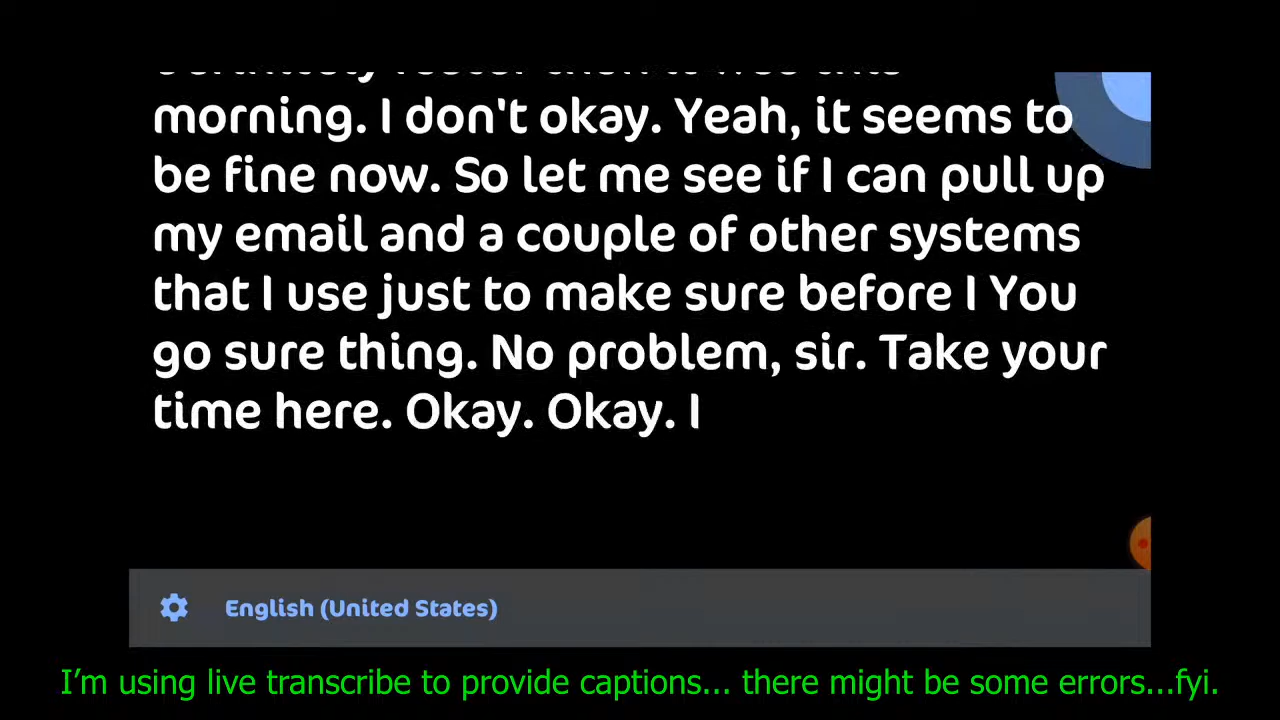 morning. I don't okay. Yeah, it seems to
be fine now. So let me see if I can pull up
my email and a couple of other systems
that I use just to make sure before I You
go sure thing. No problem, sir. Take your
time here. Okay. Okay. I
English (United States)
I'm using live transcribe to provide captions... there might be some errors...fyi.